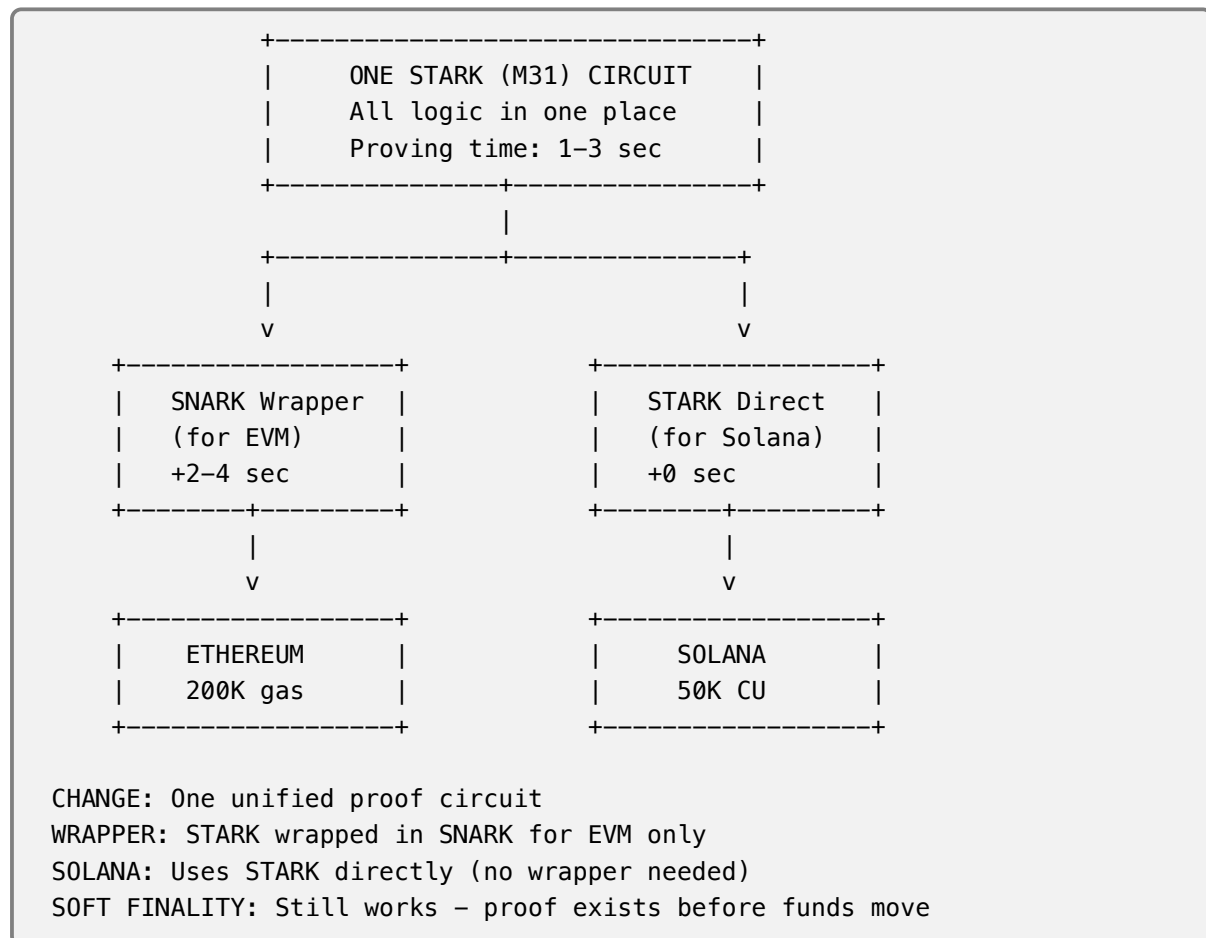 ONE STARK (M31) CIRCUIT
All logic in one place
Proving time: 1–3 sec
SNARK Wrapper STARK Direct
(for EVM) (for Solana)
+2–4 sec +0 sec
ETHEREUM SOLANA
200K gas 50K CU
CHANGE: One unified proof circuit
WRAPPER: STARK wrapped in SNARK for EVM only
SOLANA: Uses STARK directly (no wrapper needed)
SOFT FINALITY: Still works – proof exists before funds move